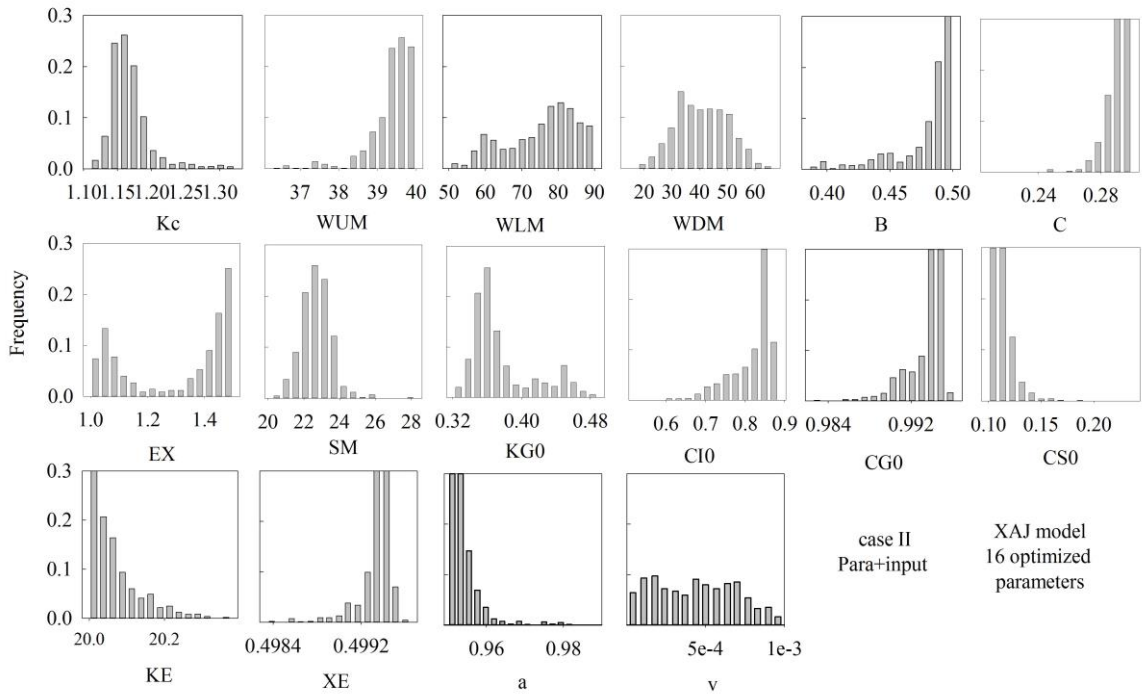 Frequency
0.3
0.2
0.1
0.0
1.10 1.15 1.20 1.25 1.30
37 38 39 40
50 60 70 80 90
20 30 40 50 60
0.40 0.45 0.50
0.24 0.28
Kc WUM WLM WDM B C
0.3
0.2
0.1
0.0
1.0 1.2 1.4
20 22 24 26 28
0.32 0.40 0.48
0.6 0.7 0.8 0.9
0.984 0.992
0.10 0.20
EX SM KG0 CI0 CG0 CS0
0.3
0.2
0.1
0.0
20.0 20.2
0.4984 0.4992
0.96 0.98
5e-4 1e-3
KE XE a v
case II
Para+input
XAJ model
16 optimized
parameters